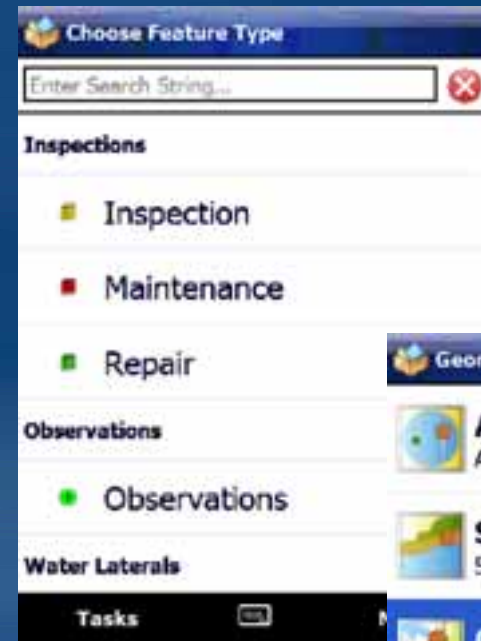 Choose Feature Type
Enter Search String...
Inspections
Inspection
Maintenance
Repair
Observations
Observations
Water Laterals
Tasks